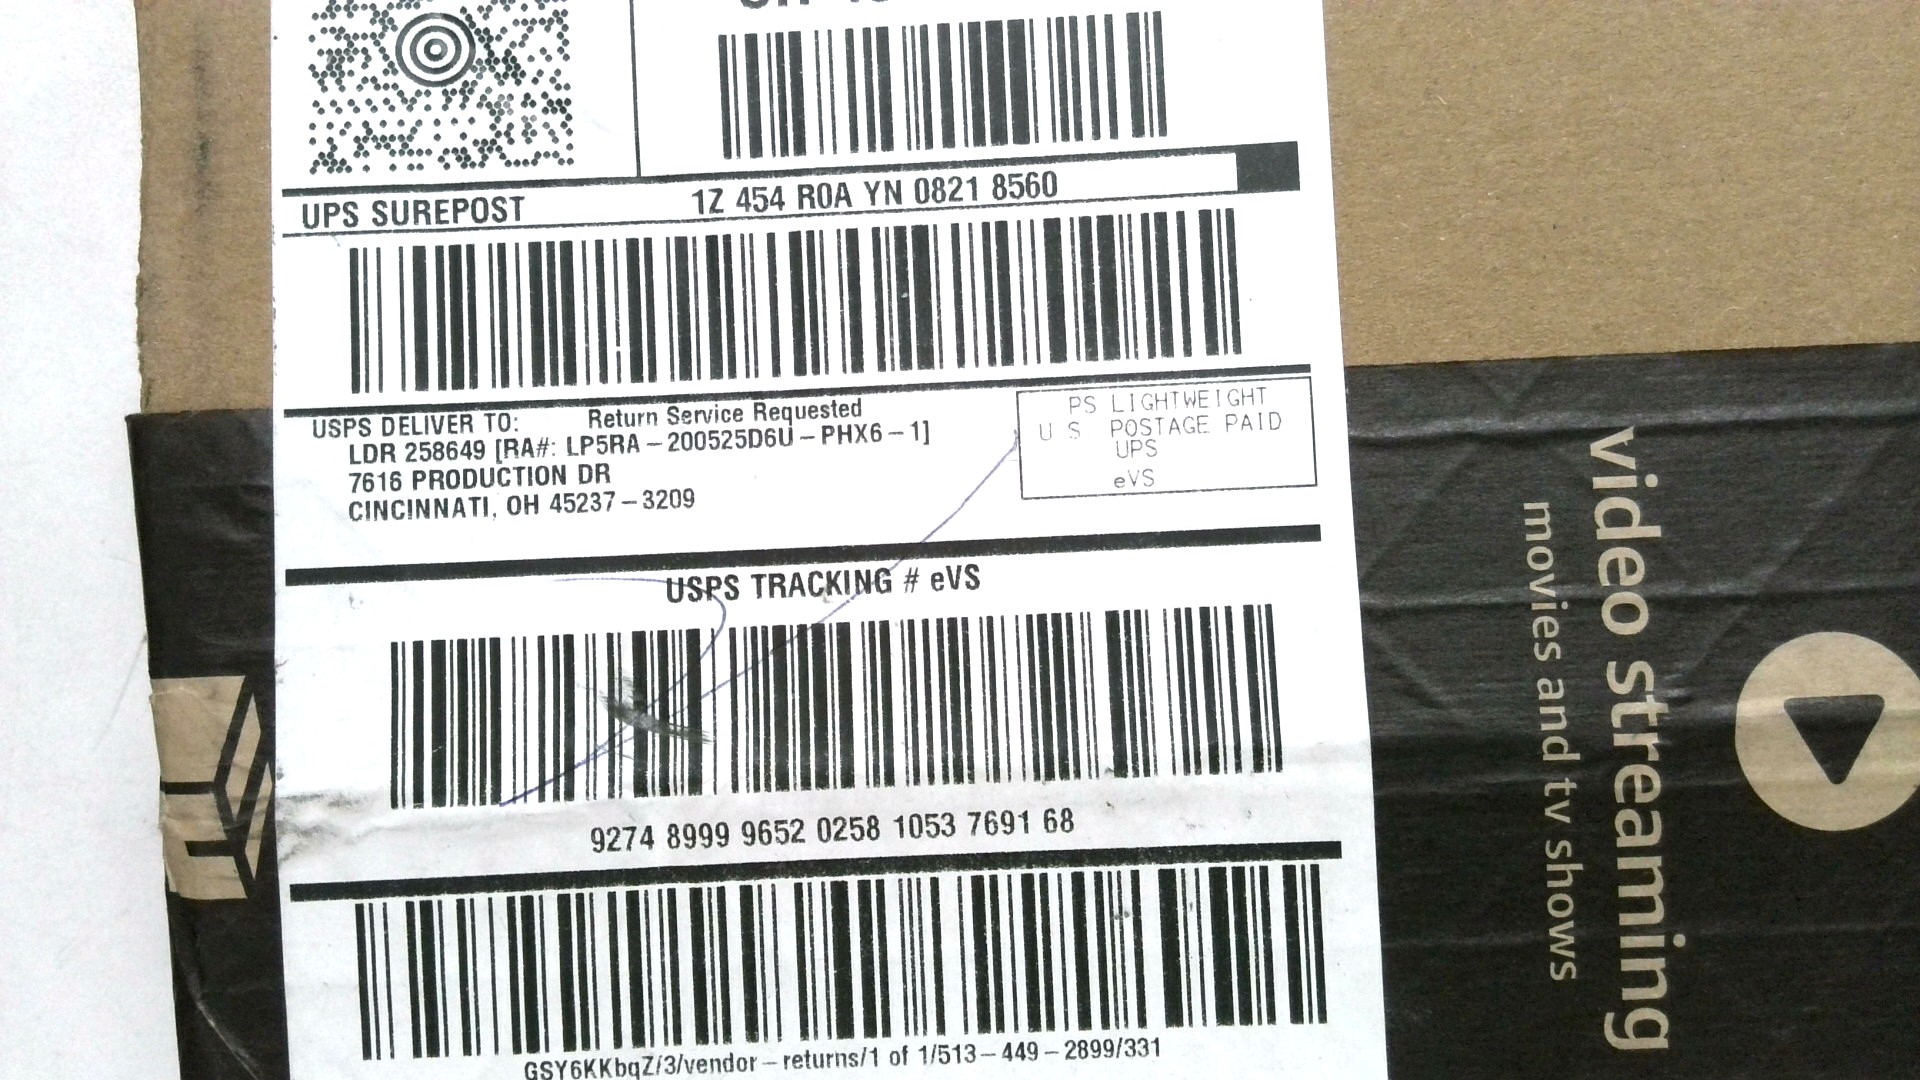 UPS SUREPOST
1Z 454 R0A YN 0821 8560
USPS DELIVER TO: Return Service Requested
LDR 258649 [RA#: LP5RA-200525D6U-PHX6-1]
7616 PRODUCTION DR
CINCINNATI, OH 45237-3209
PS LIGHTWEIGHT
U S POSTAGE PAID
UPS
eVS
USPS TRACKING # eVS
9274 8999 9652 0258 1053 7691 68
GSY6KKbqZ/3/vendor-returns/1 of 1/513-449-2899/331
video streaming
movies and tv shows